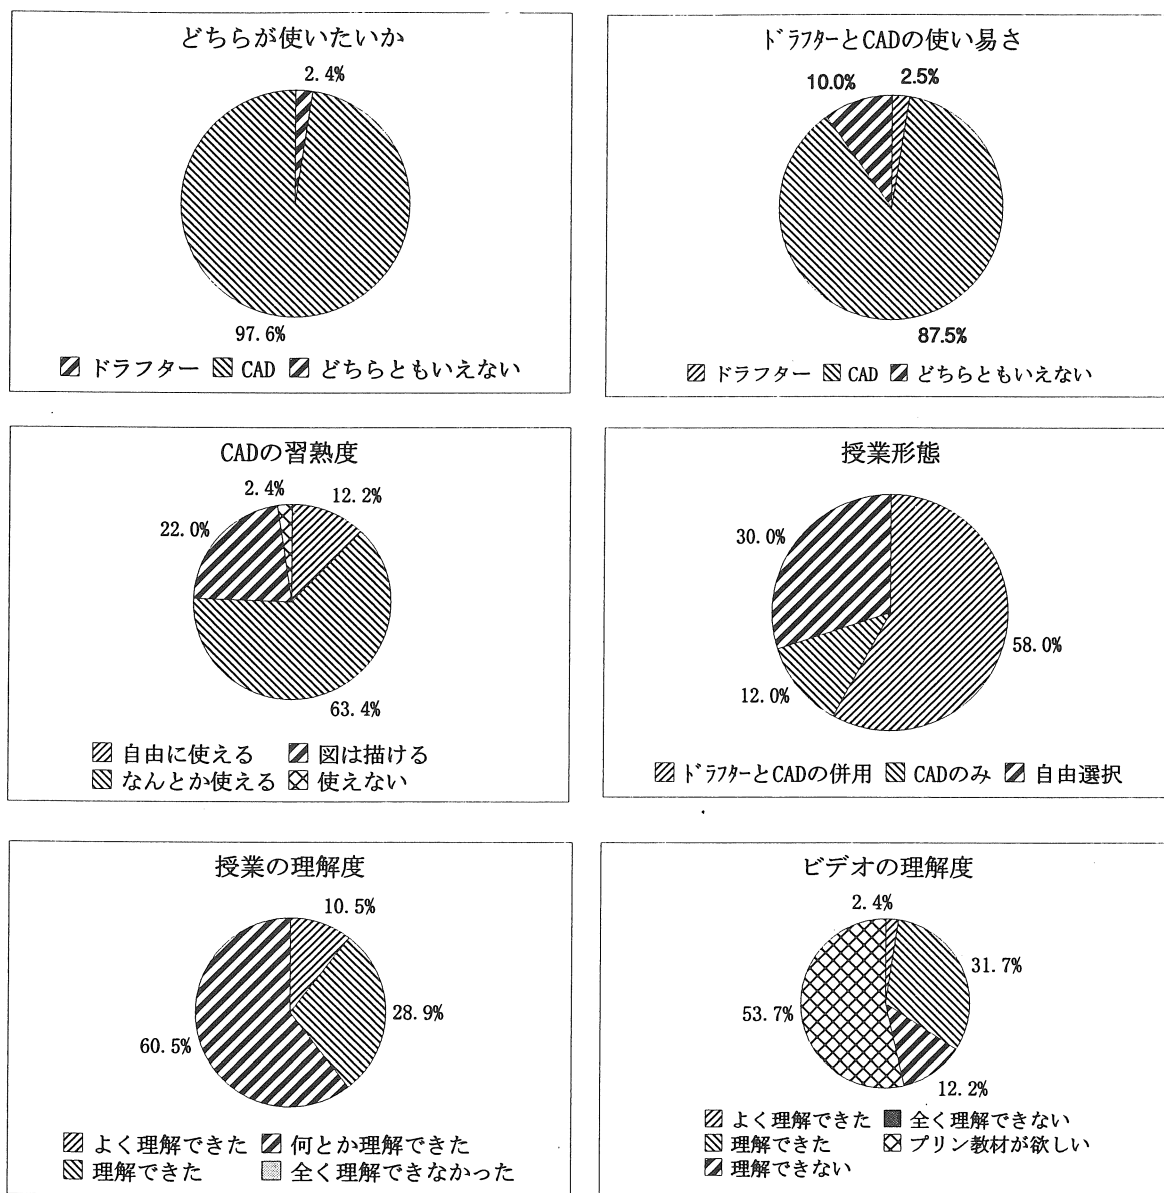 どちらが使いたいか
2.4%
97.6%
ドラフター CAD どちらともいえない
ﾄﾞﾗﾌﾀｰとCADの使い易さ
10.0% 2.5%
87.5%
ドラフター CAD どちらともいえない
CADの習熟度
2.4% 12.2%
22.0%
63.4%
自由に使える 図は描ける
なんとか使える 使えない
授業形態
30.0%
58.0%
12.0%
ﾄﾞﾗﾌﾀｰとCADの併用 CADのみ 自由選択
授業の理解度
10.5%
28.9%
60.5%
よく理解できた 何とか理解できた
理解できた 全く理解できなかった
ビデオの理解度
2.4%
31.7%
53.7%
12.2%
よく理解できた 全く理解できない
理解できた プリン教材が欲しい
理解できない